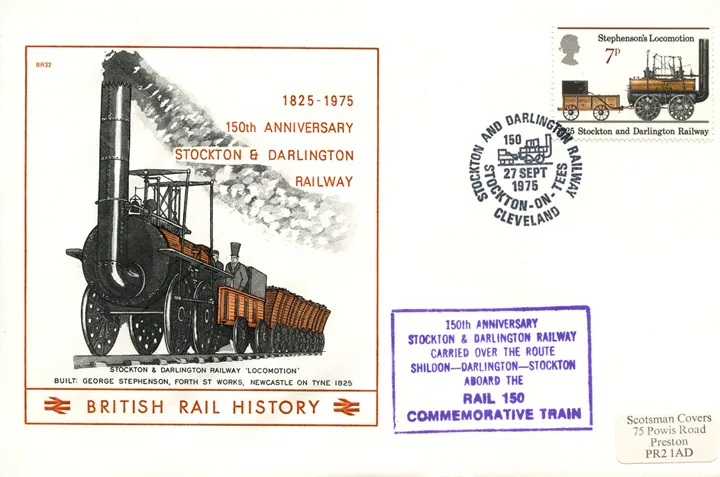 BR32
1825-1975
150th ANNIVERSARY
STOCKTON & DARLINGTON
RAILWAY
STOCKTON & DARLINGTON RAILWAY 'LOCOMOTION'
BUILT: GEORGE STEPHENSON, FORTH ST WORKS, NEWCASTLE ON TYNE 1825
BRITISH RAIL HISTORY
Stephenson's Locomotion
7P
1825 Stockton and Darlington Railway
STOCKTON AND DARLINGTON RAILWAY
150
27 SEPT
1975
STOCKTON-ON-TEES
CLEVELAND
150th ANNIVERSARY
STOCKTON & DARLINGTON RAILWAY
CARRIED OVER THE ROUTE
SHILDON—DARLINGTON—STOCKTON
ABOARD THE
RAIL 150
COMMEMORATIVE TRAIN
Scotsman Covers
75 Powis Road
Preston
PR2 1AD